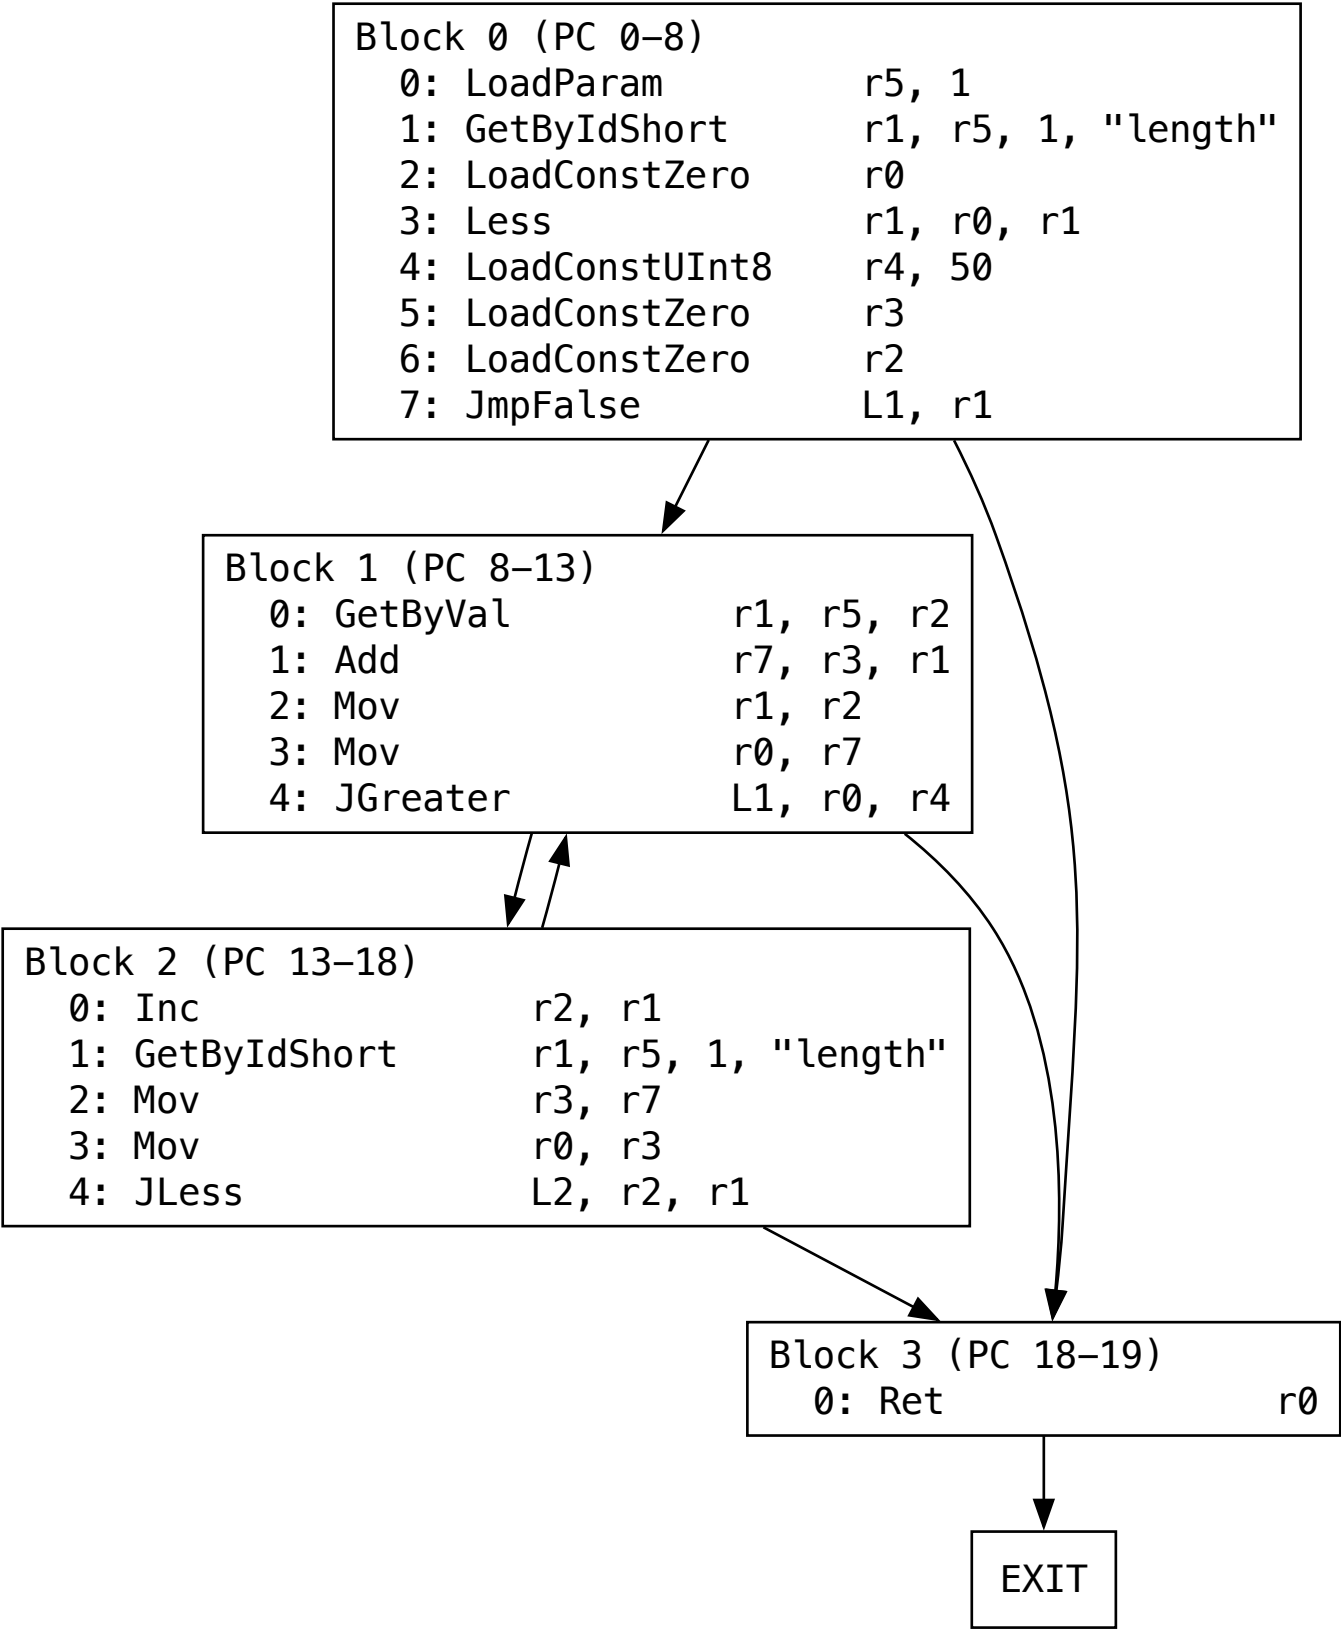 Block 0 (PC 0–8)
0: LoadParam r5, 1
1: GetByIdShort r1, r5, 1, "length"
2: LoadConstZero r0
3: Less r1, r0, r1
4: LoadConstUInt8 r4, 50
5: LoadConstZero r3
6: LoadConstZero r2
7: JmpFalse L1, r1
Block 1 (PC 8–13)
0: GetByVal r1, r5, r2
1: Add r7, r3, r1
2: Mov r1, r2
3: Mov r0, r7
4: JGreater L1, r0, r4
Block 2 (PC 13–18)
0: Inc r2, r1
1: GetByIdShort r1, r5, 1, "length"
2: Mov r3, r7
3: Mov r0, r3
4: JLess L2, r2, r1
Block 3 (PC 18–19)
0: Ret r0
EXIT